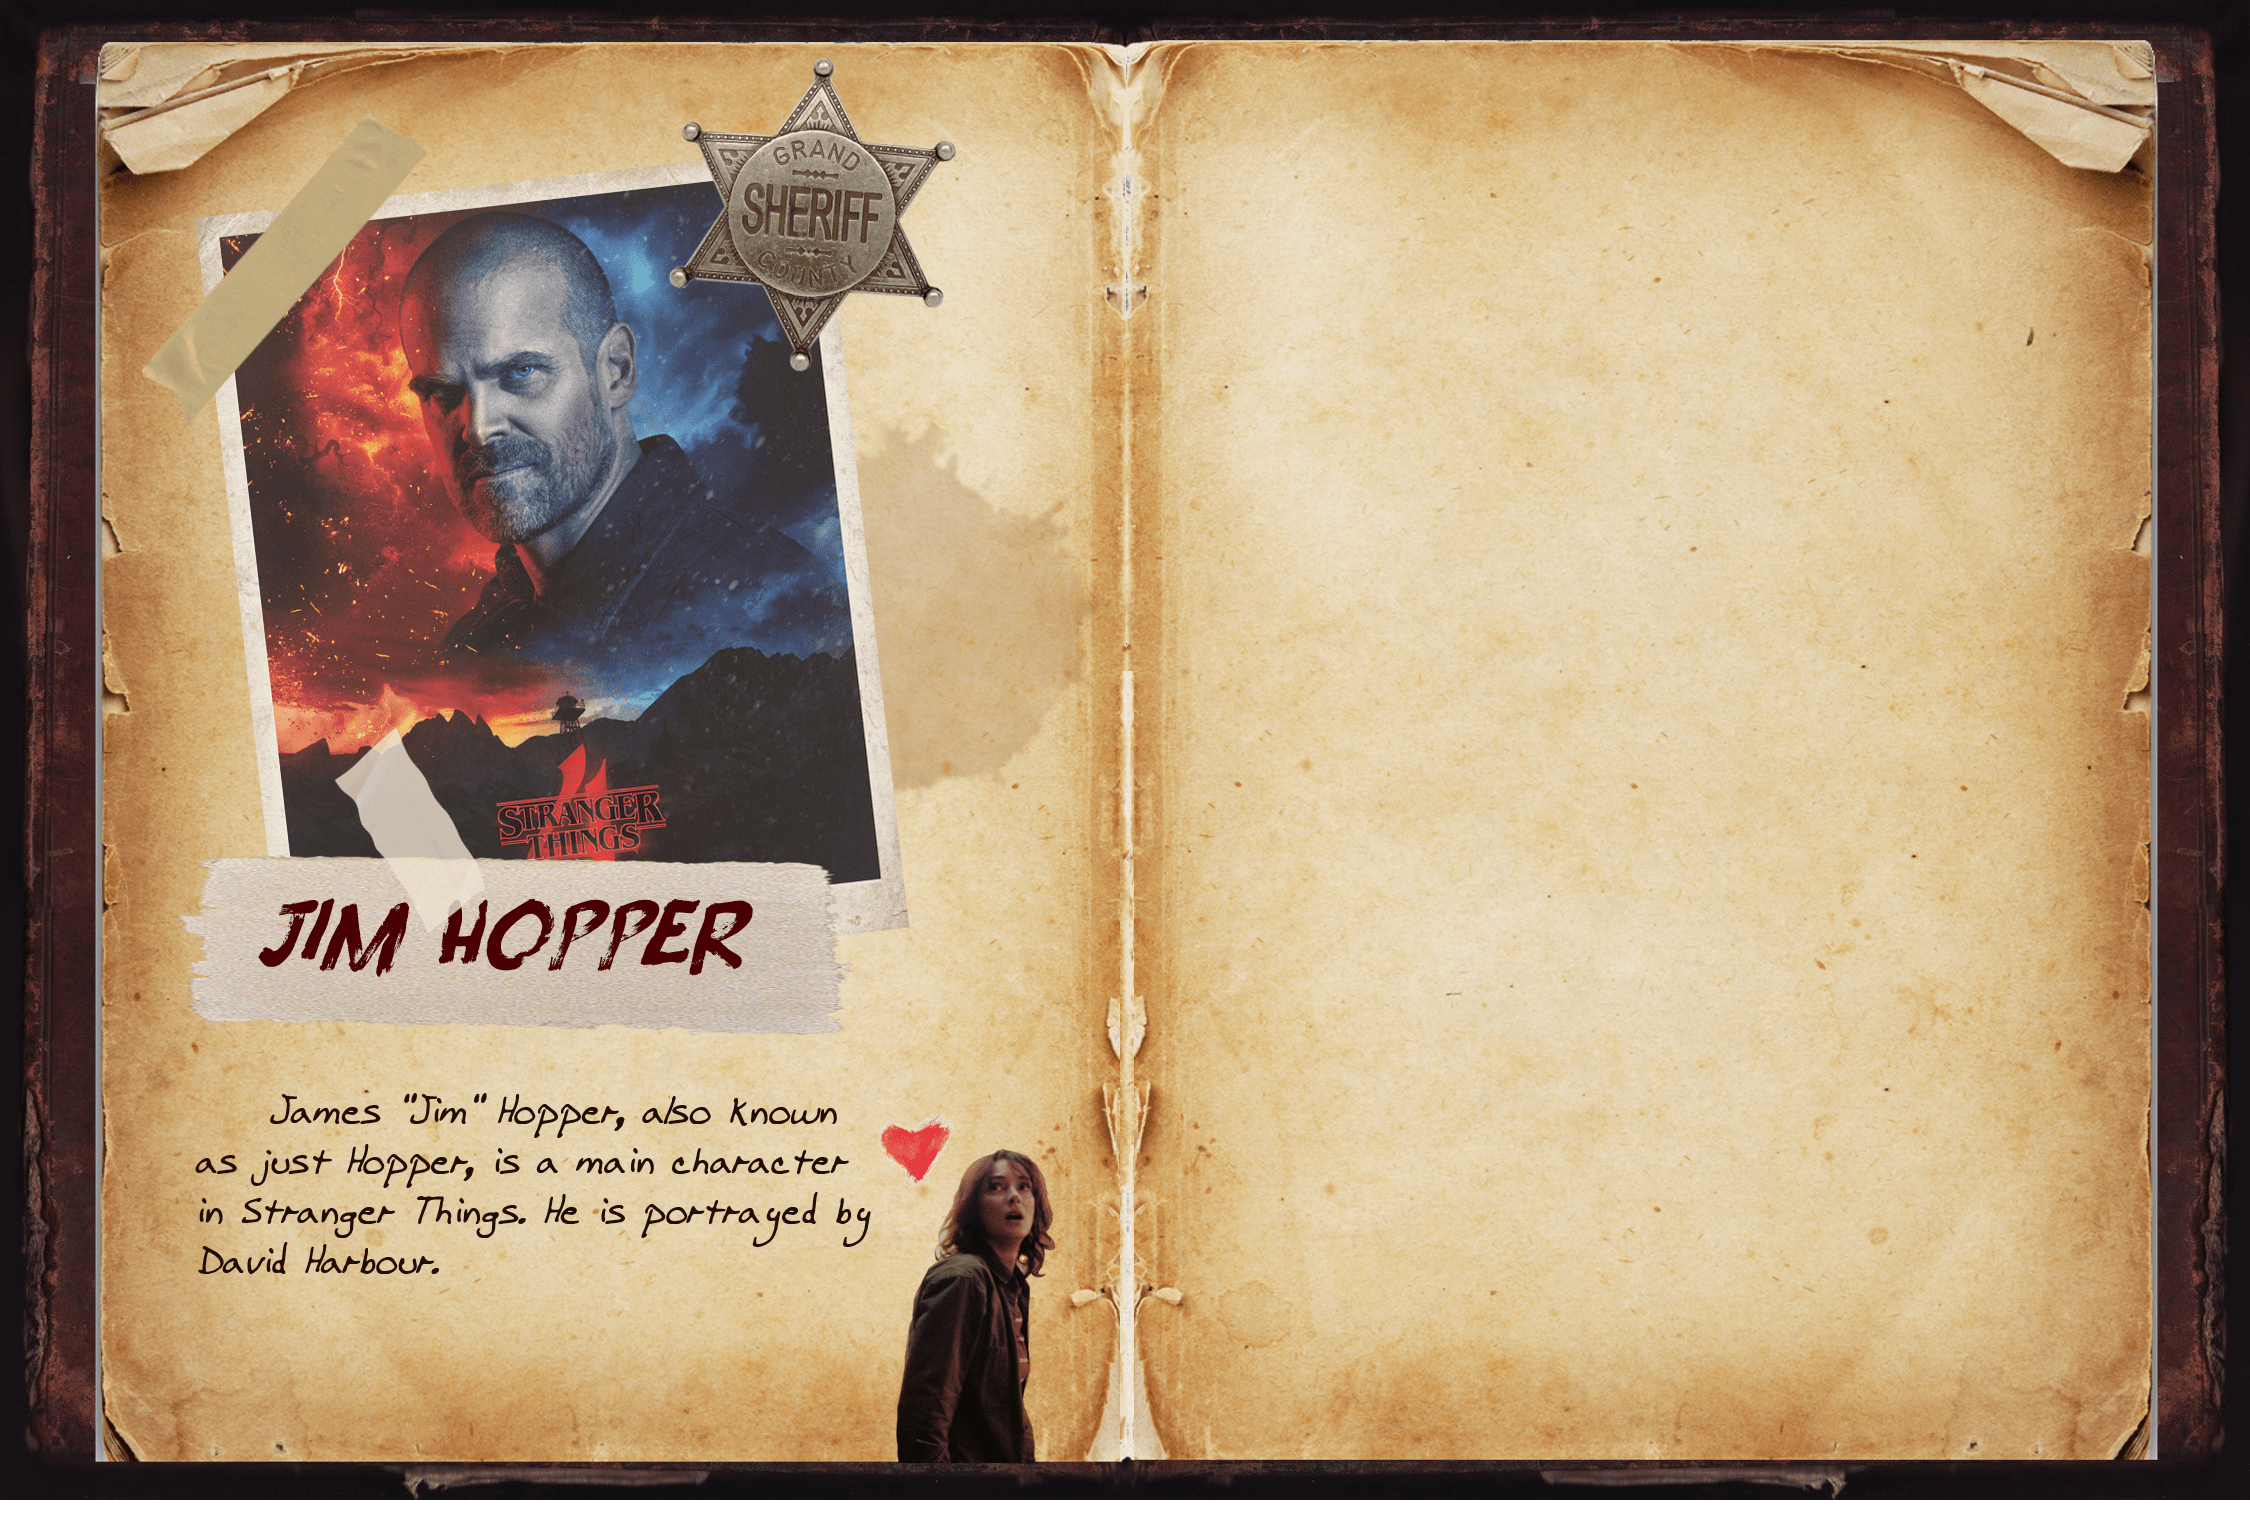 GRAND
SHERIFF
COUNTY
STRANGER
THINGS
JIM HOPPER
James "Jim" Hopper, also known
as just Hopper, is a main character
in Stranger Things. He is portrayed by
David Harbour.